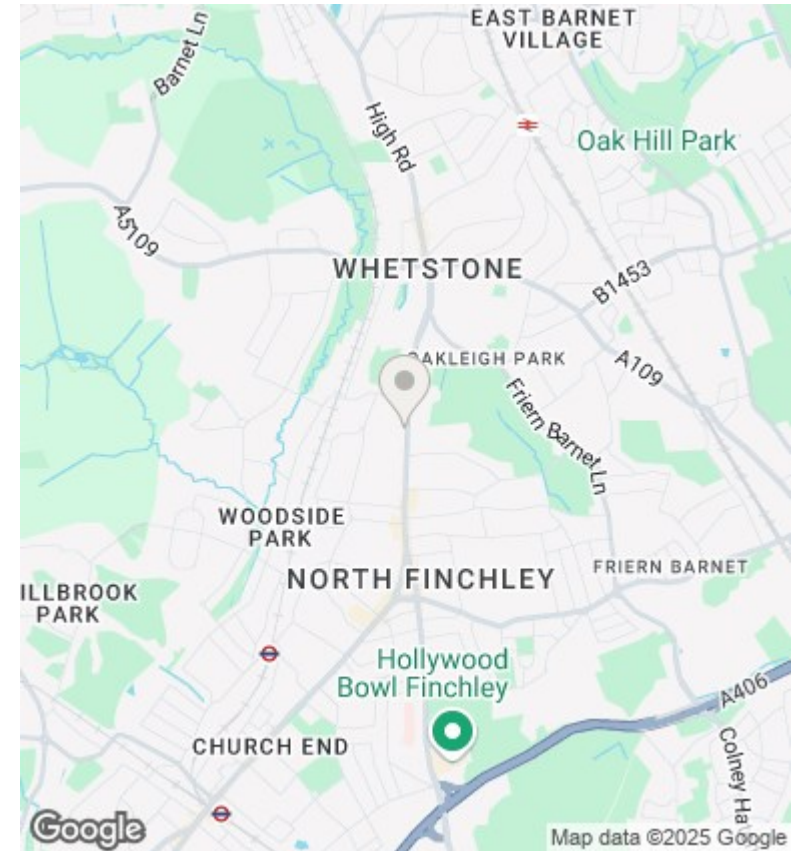 EAST BARNET
VILLAGE
Barnet Ln
High Rd
Oak Hill Park
A5109
WHETSTONE
B1453
OAKLEIGH PARK
A109
Friern Barnet Ln
WOODSIDE
PARK
NORTH FINCHLEY
FRIERN BARNET
ILLBROOK
PARK
Hollywood
Bowl Finchley
A406
CHURCH END
Colney Ha
Google
Map data ©2025 Google